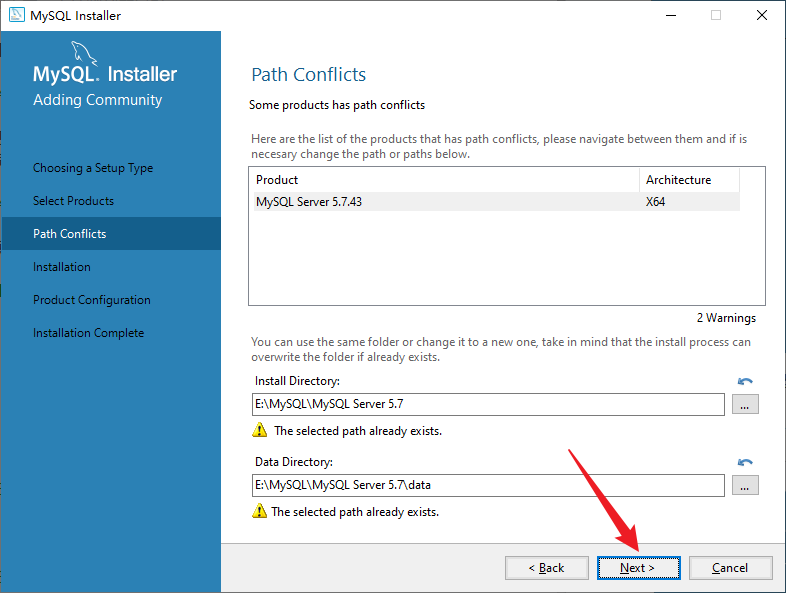 MySQL Installer
MySQL® Installer
Adding Community
Choosing a Setup Type
Select Products
Path Conflicts
Installation
Product Configuration
Installation Complete
Path Conflicts
Some products has path conflicts
Here are the list of the products that has path conflicts, please navigate between them and if is
necesary change the path or paths below.
Product Architecture
MySQL Server 5.7.43 X64
2 Warnings
You can use the same folder or change it to a new one, take in mind that the install process can
overwrite the folder if already exists.
Install Directory:
E:\MySQL\MySQL Server 5.7 ...
The selected path already exists.
Data Directory:
E:\MySQL\MySQL Server 5.7\data ...
The selected path already exists.
< Back Next > Cancel